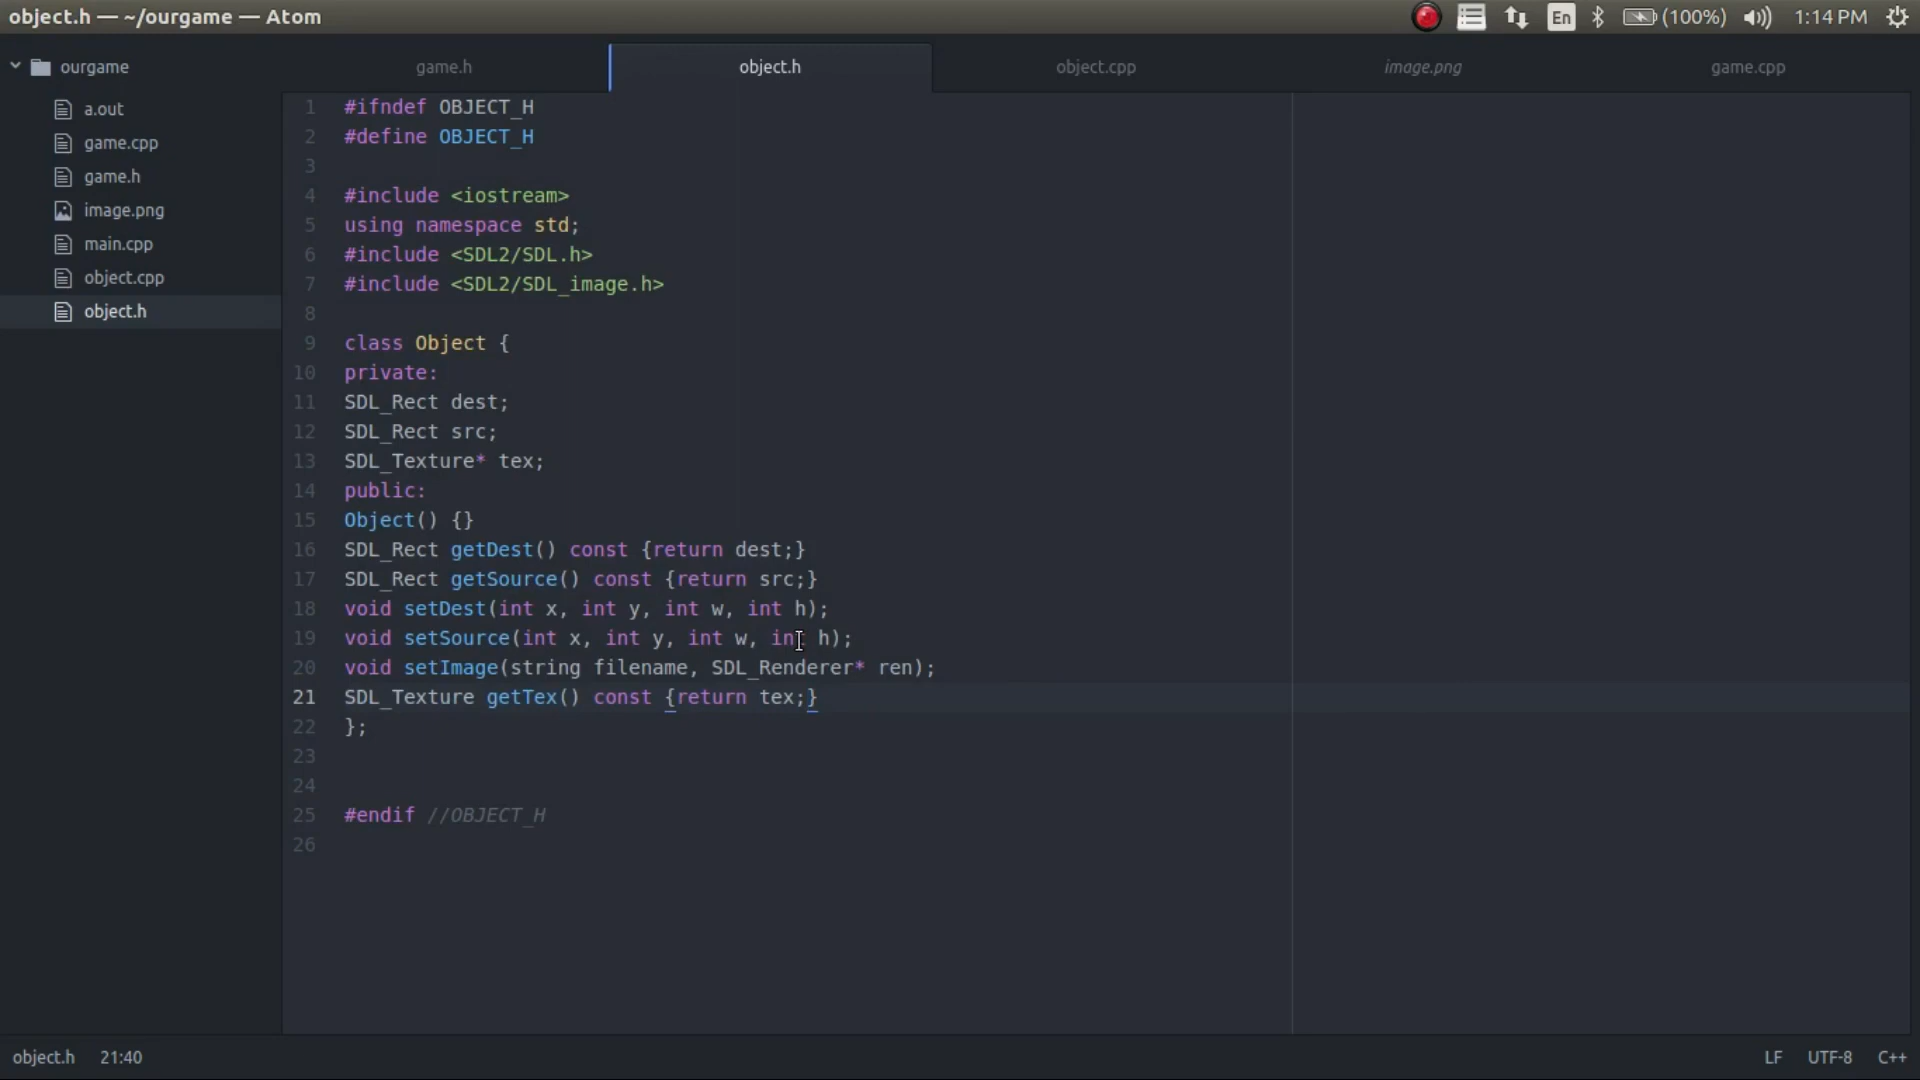 object.h — ~/ourgame — Atom
En
(100%)
1:14 PM
ourgame
a.out
game.cpp
game.h
image.png
main.cpp
object.cpp
object.h
game.h
object.h
object.cpp
image.png
game.cpp
1 #ifndef OBJECT_H
2 #define OBJECT_H
3
4 #include <iostream>
5 using namespace std;
6 #include <SDL2/SDL.h>
7 #include <SDL2/SDL_image.h>
8
9 class Object {
10 private:
11 SDL_Rect dest;
12 SDL_Rect src;
13 SDL_Texture* tex;
14 public:
15 Object() {}
16 SDL_Rect getDest() const {return dest;}
17 SDL_Rect getSource() const {return src;}
18 void setDest(int x, int y, int w, int h);
19 void setSource(int x, int y, int w, int h);
20 void setImage(string filename, SDL_Renderer* ren);
21 SDL_Texture getTex() const {return tex;}
22 };
23
24
25 #endif //OBJECT_H
26
object.h 21:40
LF UTF-8 C++